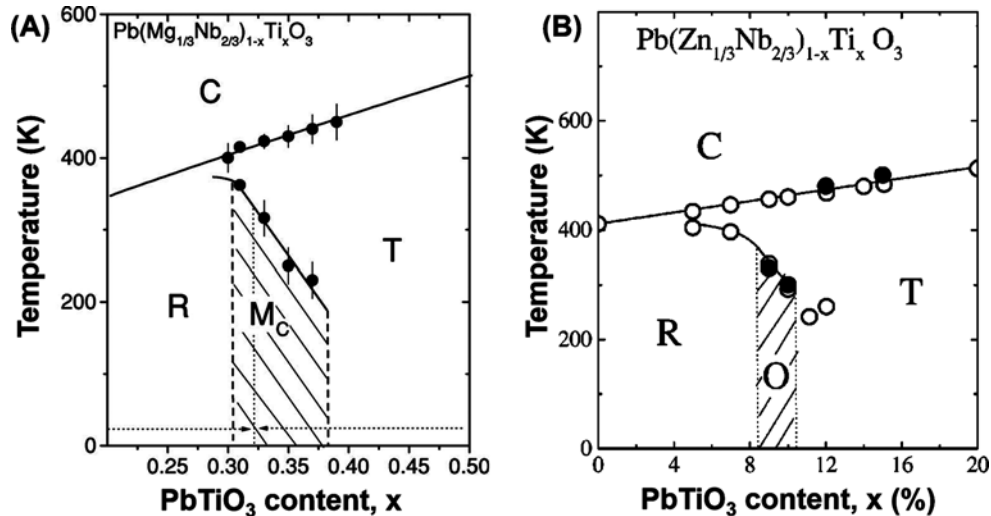 (A)
Pb(Mg1/3Nb2/3)1-xTixO3
600
400
200
0
Temperature (K)
C
R
MC
T
0.25 0.30 0.35 0.40 0.45 0.50
PbTiO3 content, x
(B)
Pb(Zn1/3Nb2/3)1-xTixO3
600
400
200
0
Temperature (K)
C
R
O
T
0 4 8 12 16 20
PbTiO3 content, x (%)